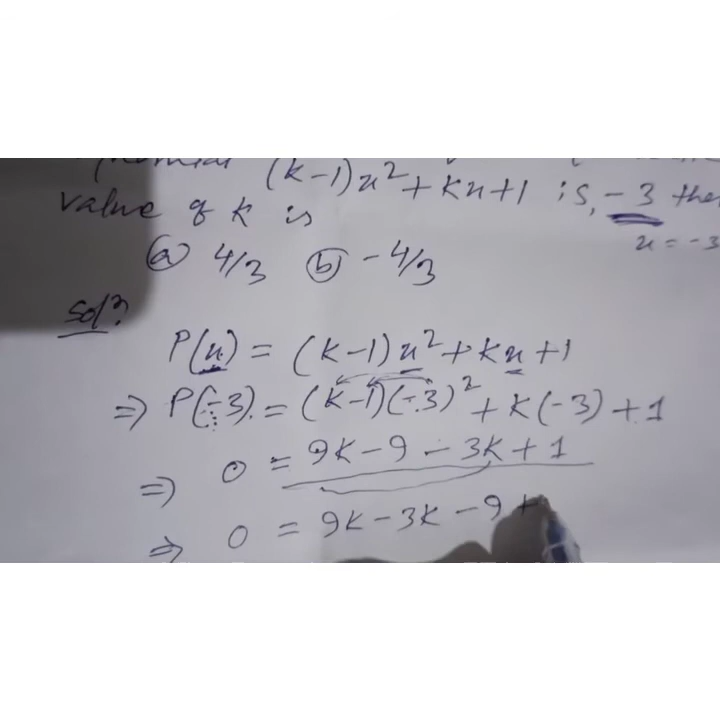 (k-1)x²+kx+1 is, -3 then
value of k is
x = -3
(a) 4/3 (b) -4/3
Sol?
P(x) = (k-1)x²+kx+1
⇒ P(-3) = (k-1)(-3)²+k(-3)+1
⇒ 0 = 9k-9-3k+1
⇒ 0 = 9k-3k-9+